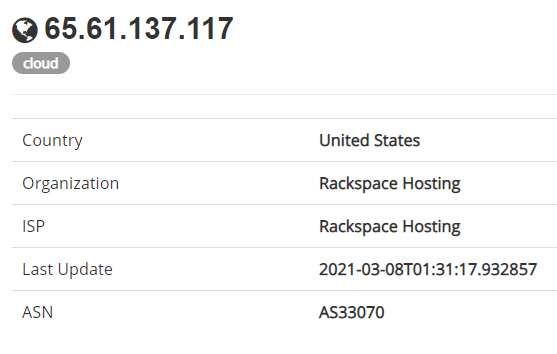 65.61.137.117
cloud
Country United States
Organization Rackspace Hosting
ISP Rackspace Hosting
Last Update 2021-03-08T01:31:17.932857
ASN AS33070